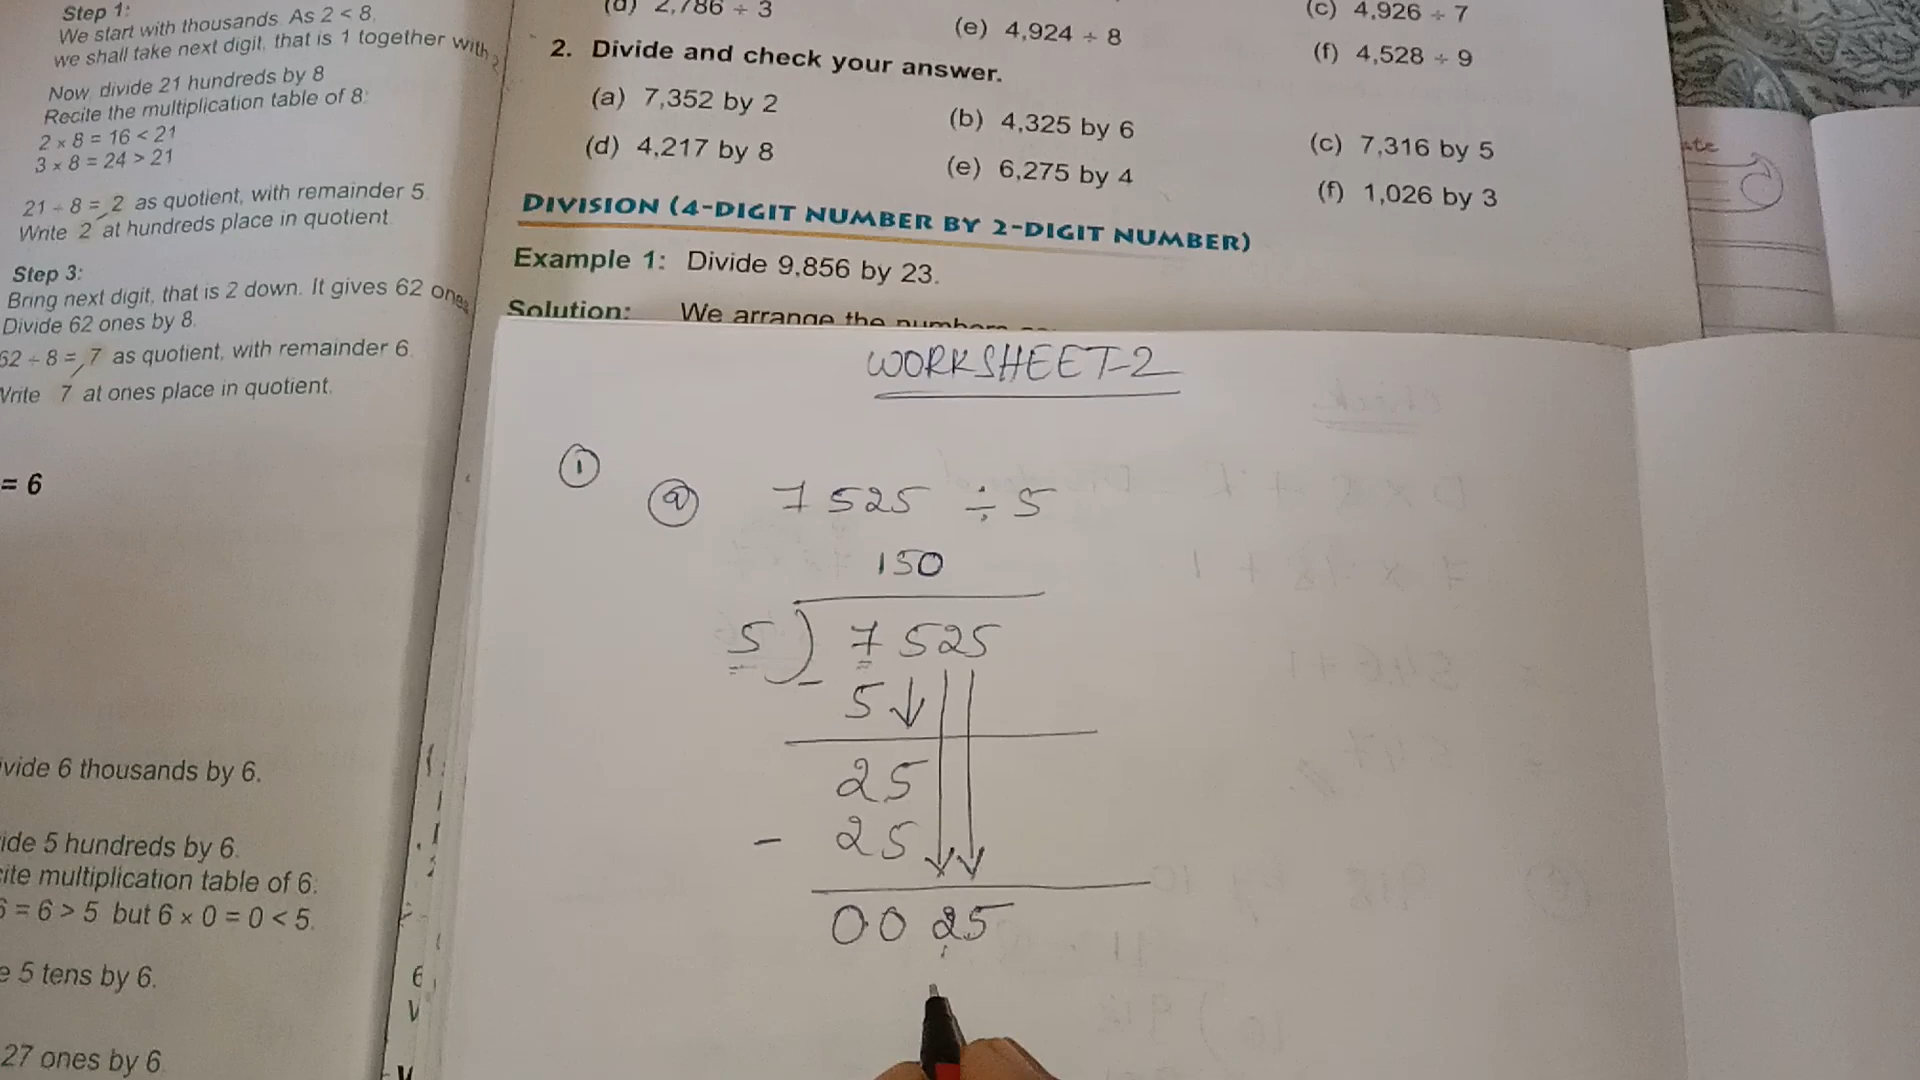 Step 1:
We start with thousands. As 2 < 8,
we shall take next digit, that is 1 together with 2
Now, divide 21 hundreds by 8
Recite the multiplication table of 8:
2 × 8 = 16 < 21
3 × 8 = 24 > 21
21 ÷ 8 = 2 as quotient, with remainder 5
Write 2 at hundreds place in quotient
Step 3:
Bring next digit, that is 2 down. It gives 62 ones
Divide 62 ones by 8.
62 ÷ 8 = 7 as quotient, with remainder 6
Write 7 at ones place in quotient.
= 6
vide 6 thousands by 6.
ide 5 hundreds by 6.
cite multiplication table of 6:
6 = 6 > 5 but 6 × 0 = 0 < 5.
e 5 tens by 6.
27 ones by 6
(d) 2,786 ÷ 3
(e) 4,924 ÷ 8
(c) 4,926 ÷ 7
(f) 4,528 ÷ 9
2. Divide and check your answer.
(a) 7,352 by 2
(b) 4,325 by 6
(c) 7,316 by 5
(d) 4,217 by 8
(e) 6,275 by 4
(f) 1,026 by 3
DIVISION (4-DIGIT NUMBER BY 2-DIGIT NUMBER)
Example 1: Divide 9,856 by 23.
Solution: We arrange the numbers
WORKSHEET-2
1
a 7525 ÷ 5
150
5 ) 7525
- 5
25
- 25
0025